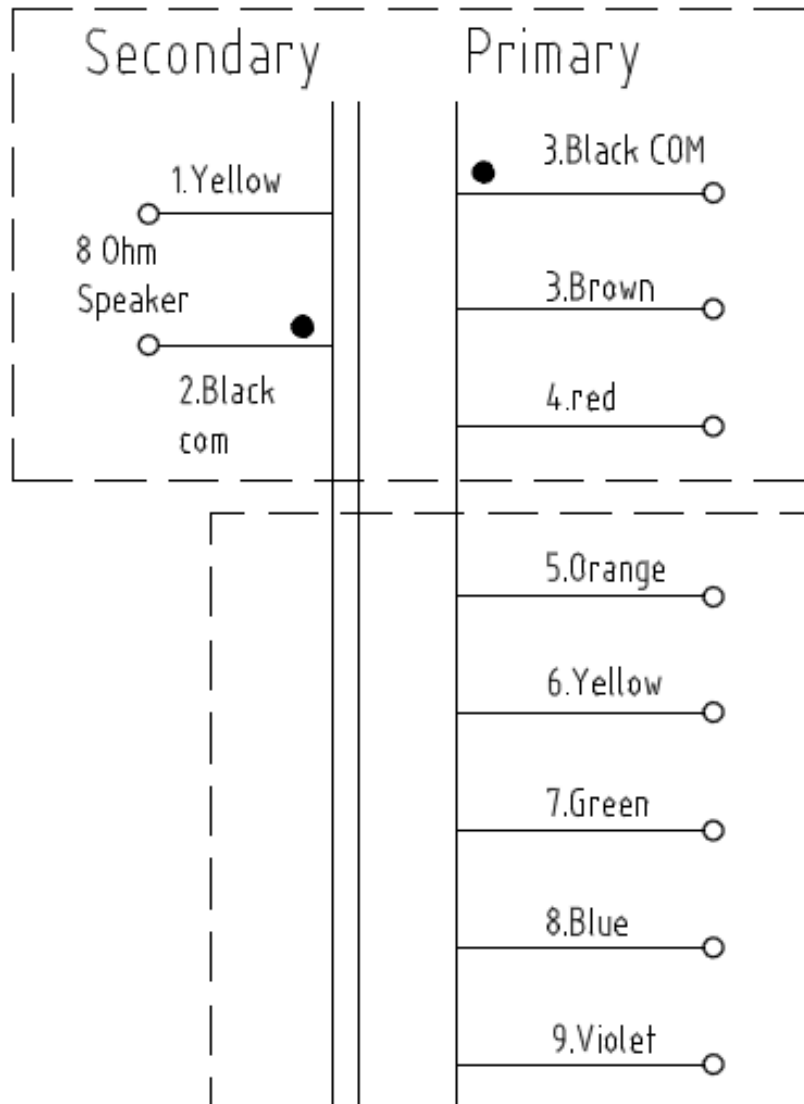 Secondary
Primary
1.Yellow
8 Ohm
Speaker
2.Black
com
3.Black COM
3.Brown
4.red
5.Orange
6.Yellow
7.Green
8.Blue
9.Violet